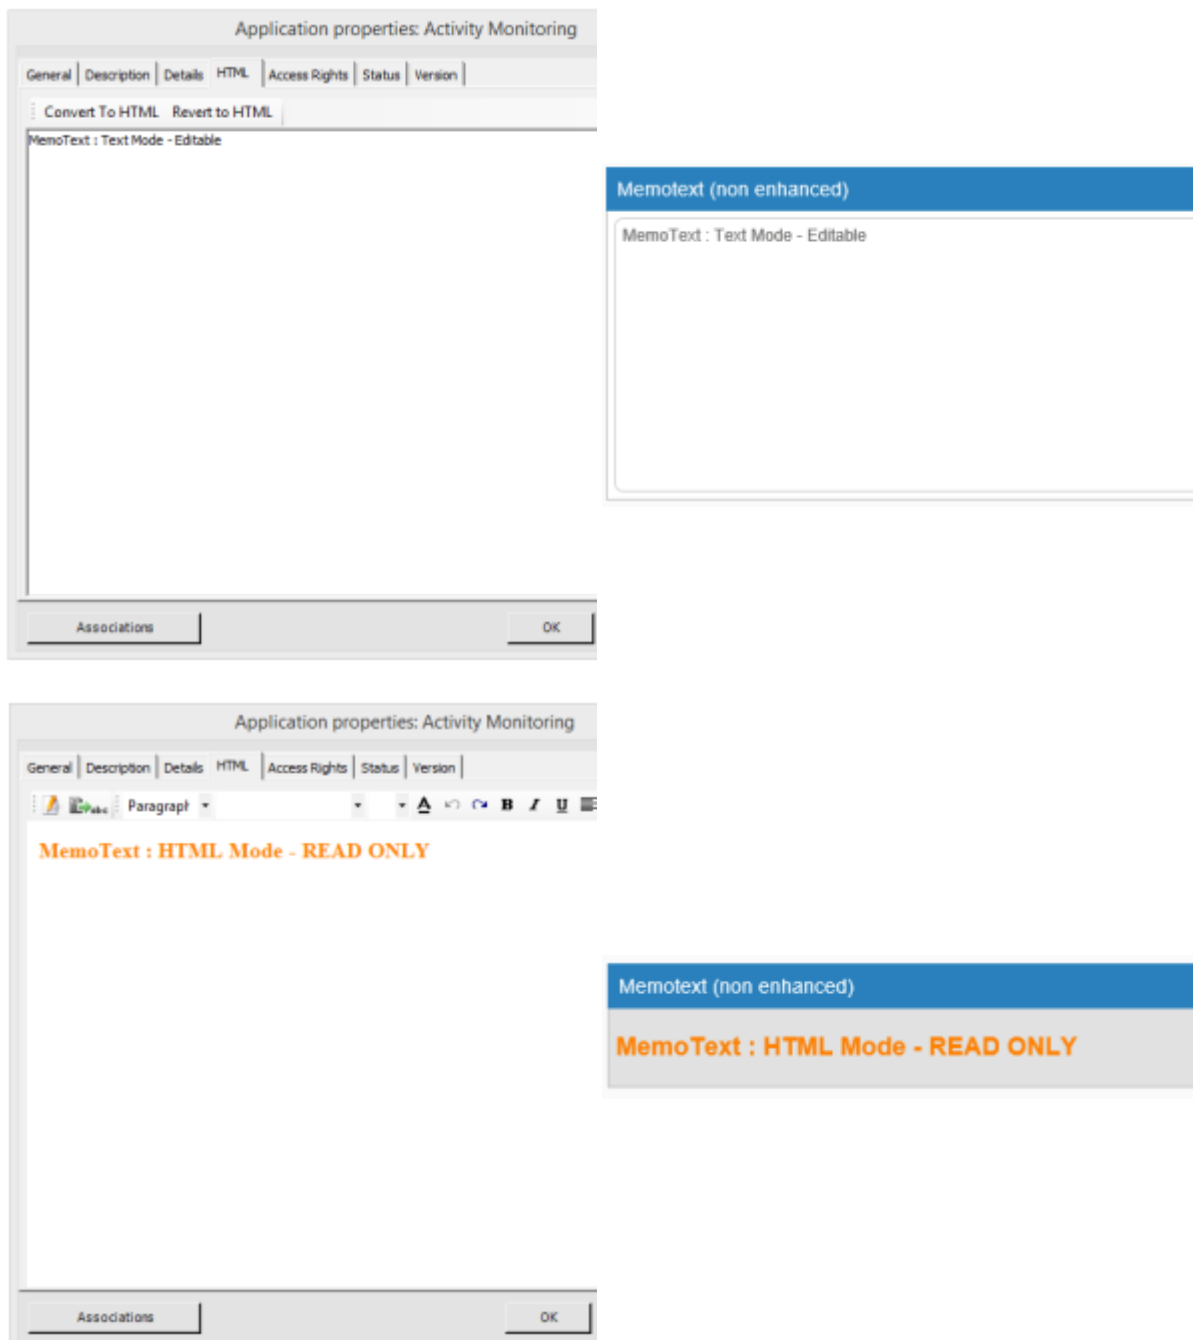 Application properties: Activity Monitoring
General Description Details HTML Access Rights Status Version
Convert To HTML Revert to HTML
MemoText : Text Mode - Editable
Associations OK
Memotext (non enhanced)
MemoText : Text Mode - Editable
Application properties: Activity Monitoring
General Description Details HTML Access Rights Status Version
abc Paragraph A B I U
MemoText : HTML Mode - READ ONLY
Associations OK
Memotext (non enhanced)
MemoText : HTML Mode - READ ONLY